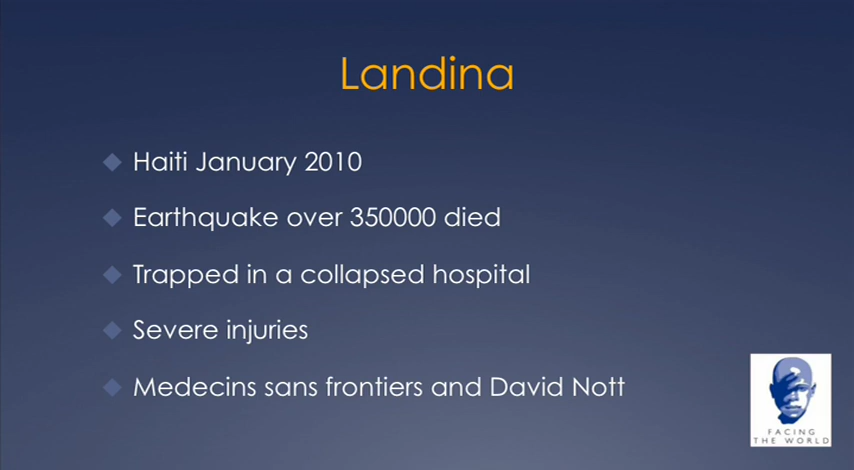 Landina
Haiti January 2010
Earthquake over 350000 died
Trapped in a collapsed hospital
Severe injuries
Medecins sans frontiers and David Nott
FACING
THE WORLD